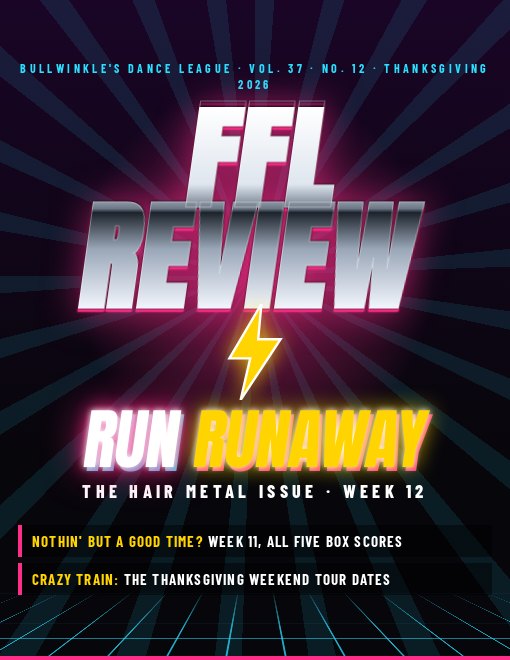 BULLWINKLE'S DANCE LEAGUE · VOL. 37 · NO. 12 · THANKSGIVING
2026
FFL
REVIEW
RUN RUNAWAY
THE HAIR METAL ISSUE · WEEK 12
NOTHIN' BUT A GOOD TIME? WEEK 11, ALL FIVE BOX SCORES
CRAZY TRAIN: THE THANKSGIVING WEEKEND TOUR DATES